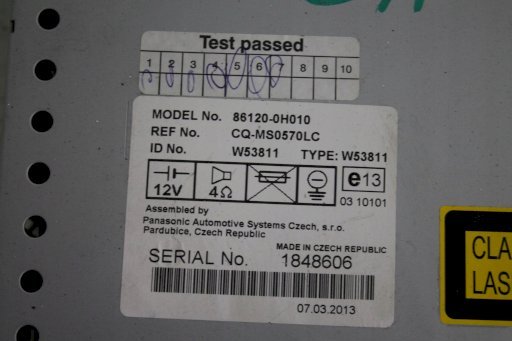 Test passed
1 2 3 4 5 6 7 8 9 10
MODEL No. 86120-0H010
REF No. CQ-MS0570LC
ID No. W53811 TYPE: W53811
12V 4Ω e13
03 10101
Assembled by
Panasonic Automotive Systems Czech, s.r.o.
Pardubice, Czech Republic
MADE IN CZECH REPUBLIC
SERIAL No. 1848606
07.03.2013
CLA
LAS